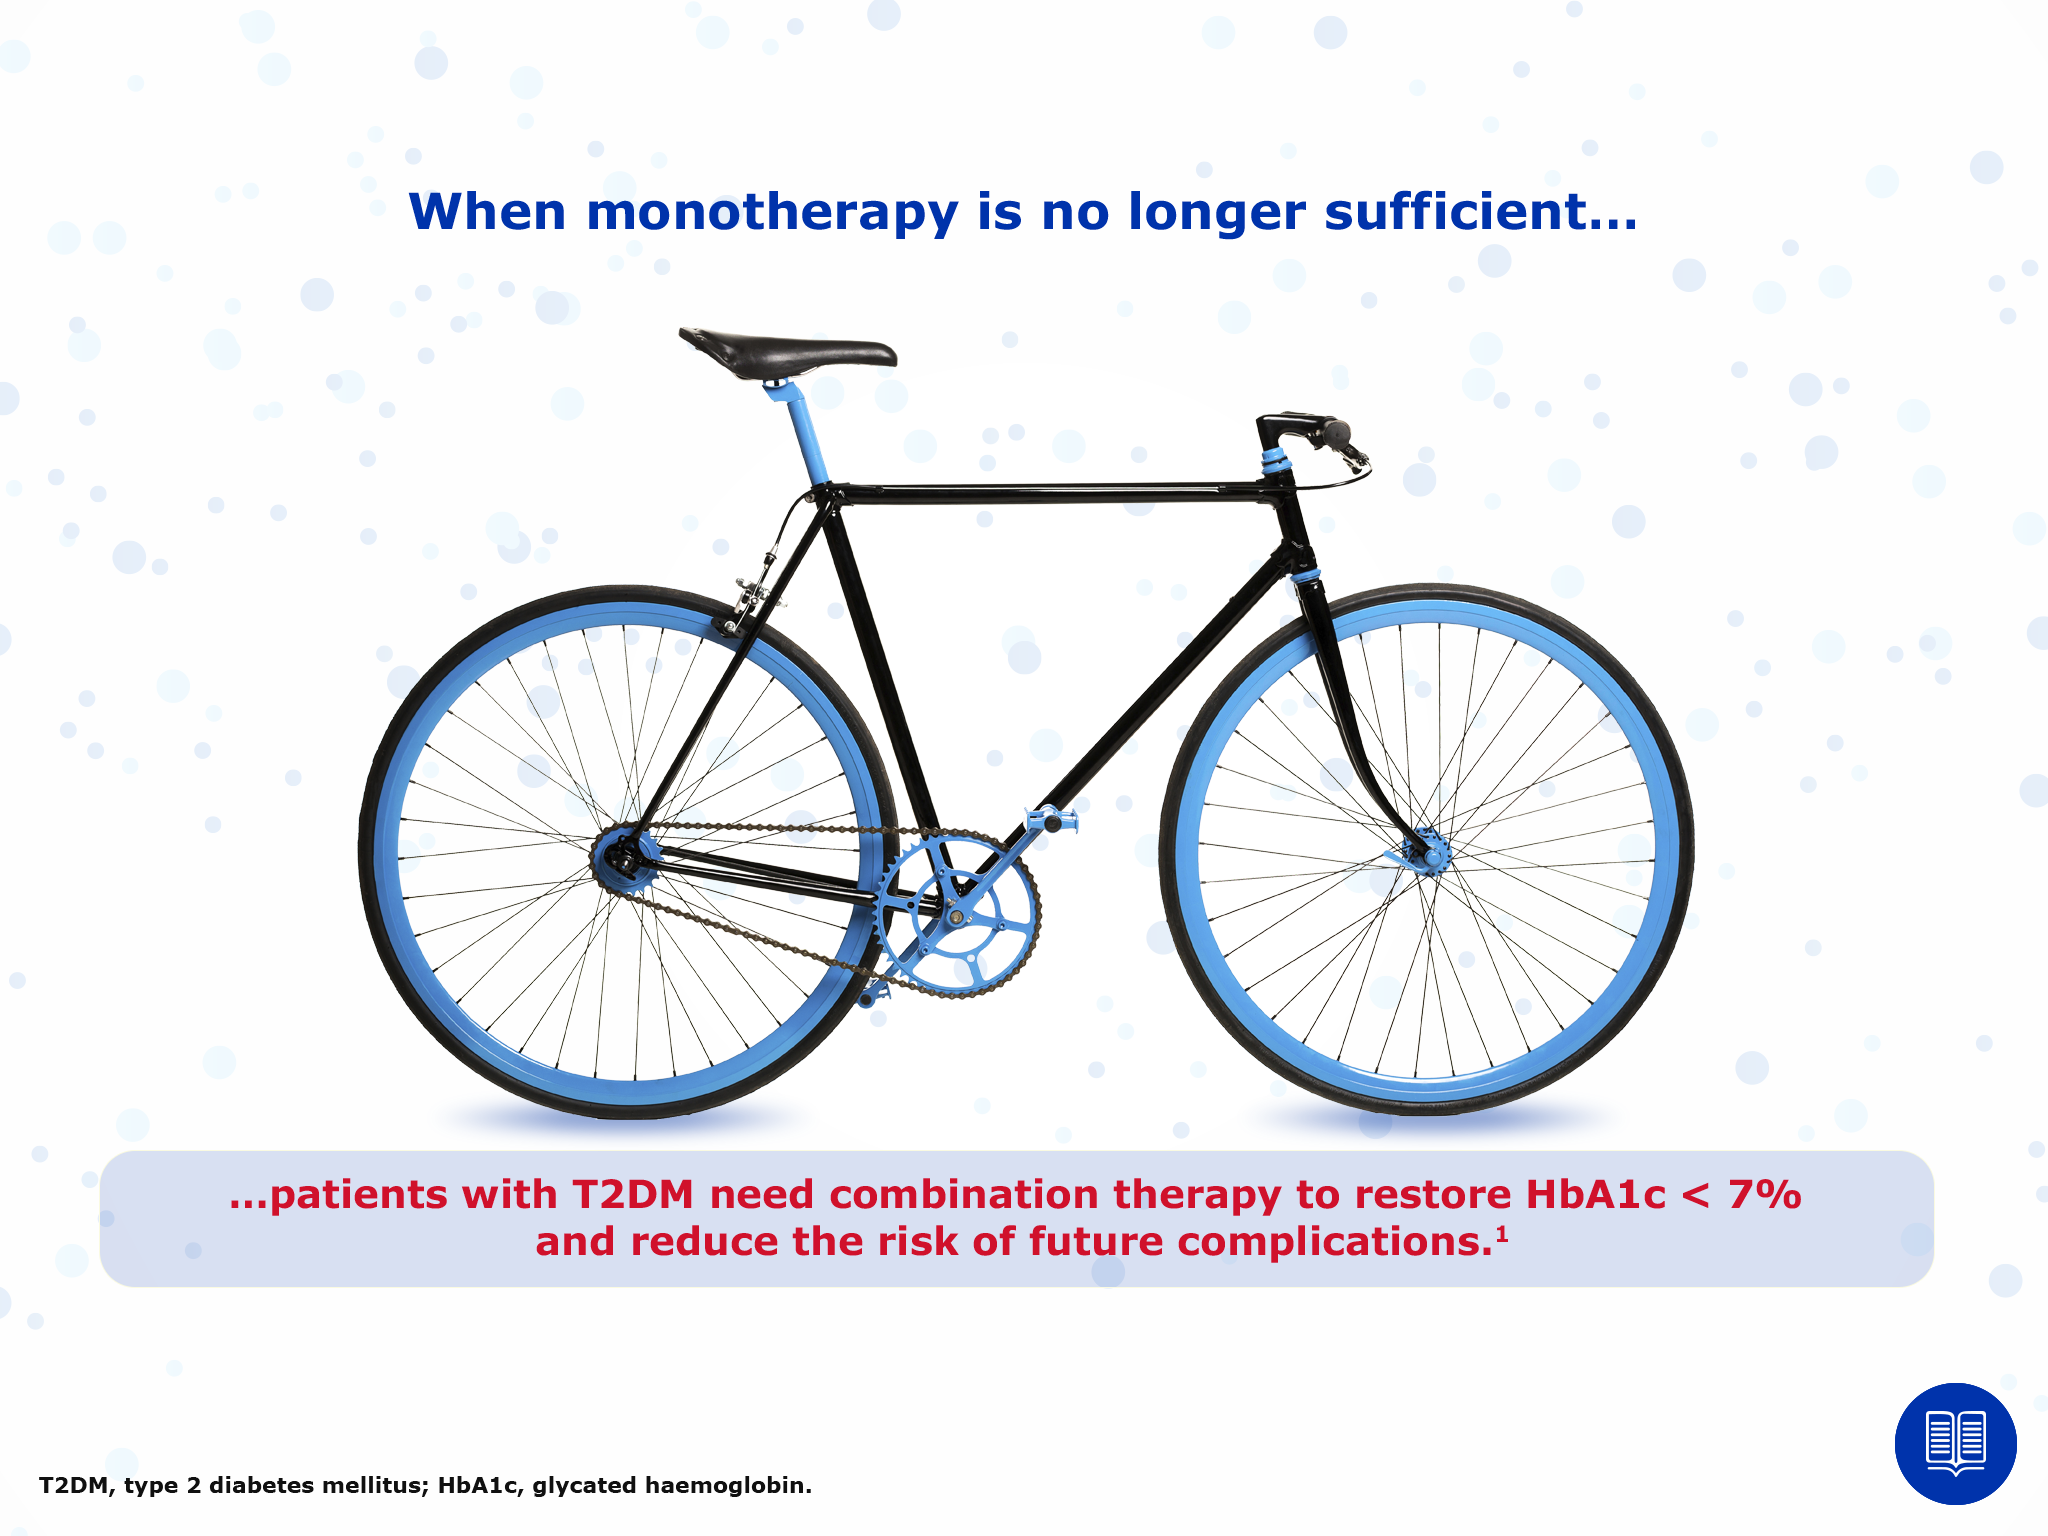 When monotherapy is no longer sufficient...
...patients with T2DM need combination therapy to restore HbA1c < 7%
and reduce the risk of future complications.¹
T2DM, type 2 diabetes mellitus; HbA1c, glycated haemoglobin.